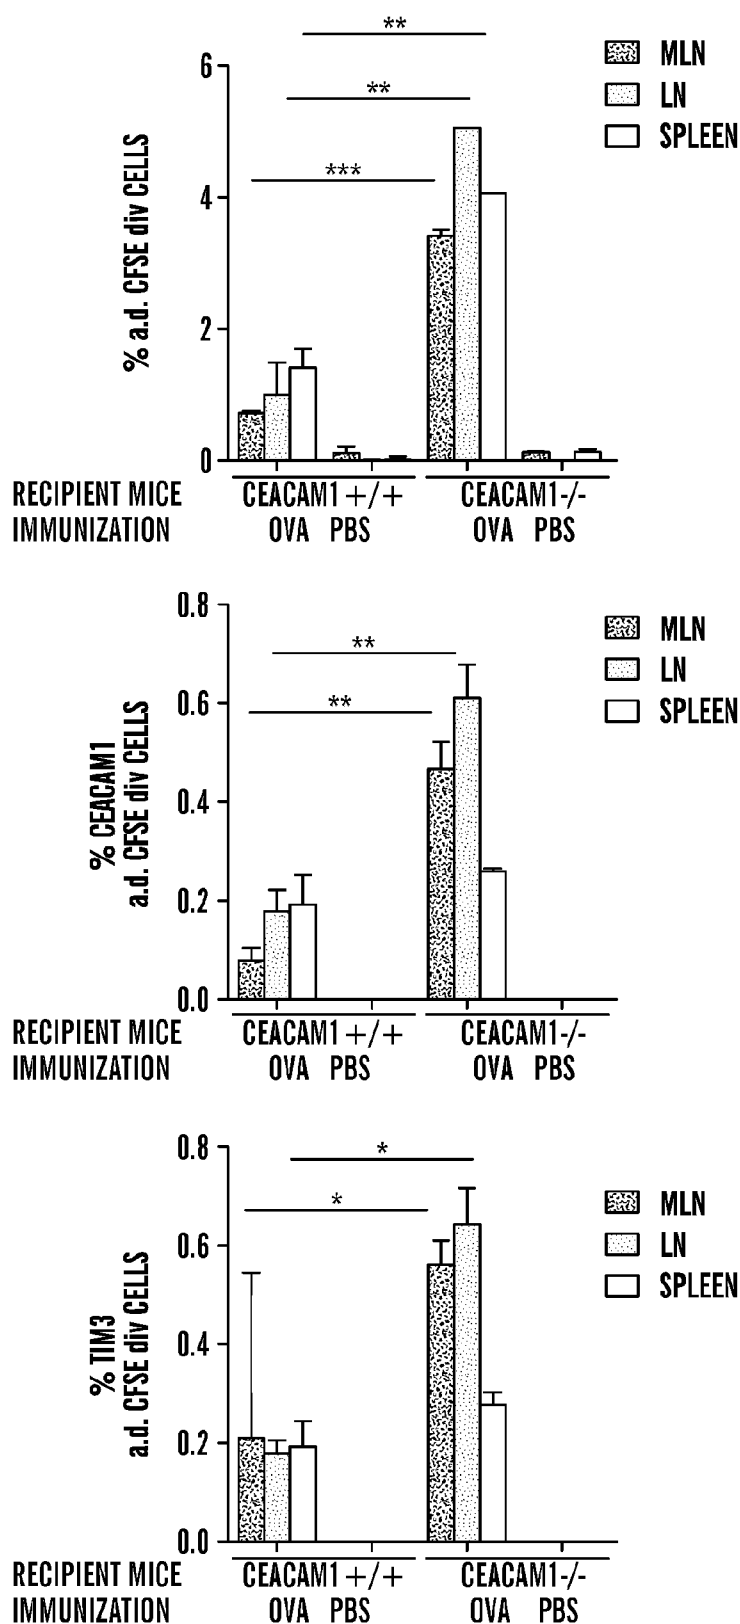 **
6
MLN
**
LN
SPLEEN
***
4
% a.d. CFSE div CELLS
2
0
RECIPIENT MICE CEACAM1 +/+ CEACAM1-/-
IMMUNIZATION OVA PBS OVA PBS
0.8
MLN
**
LN
0.6
**
SPLEEN
% CEACAM1
a.d. CFSE div CELLS
0.4
0.2
0.0
RECIPIENT MICE CEACAM1 +/+ CEACAM1-/-
IMMUNIZATION OVA PBS OVA PBS
0.8
*
MLN
*
LN
0.6
SPLEEN
% TIM3
a.d. CFSE div CELLS
0.4
0.2
0.0
RECIPIENT MICE CEACAM1 +/+ CEACAM1-/-
IMMUNIZATION OVA PBS OVA PBS